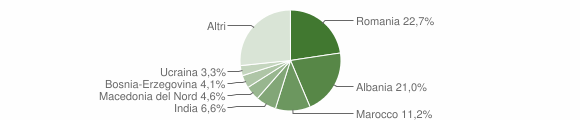 Altri
Romania 22,7%
Ucraina 3,3%
Bosnia-Erzegovina 4,1%
Albania 21,0%
Macedonia del Nord 4,6%
India 6,6%
Marocco 11,2%